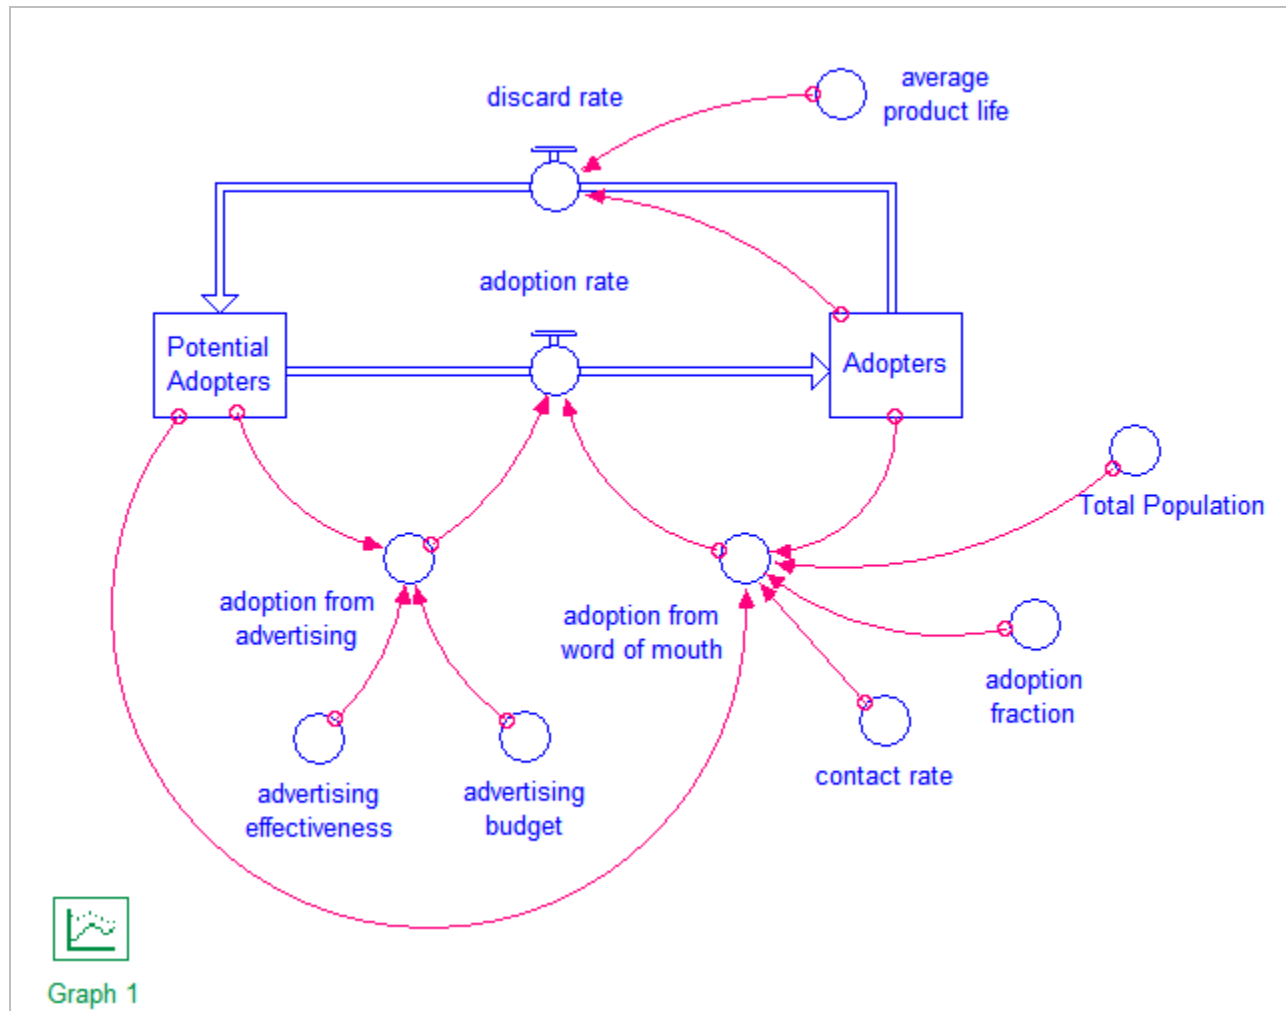 average
product life
discard rate
adoption rate
Potential
Adopters
Adopters
Total Population
adoption from
advertising
adoption from
word of mouth
adoption
fraction
contact rate
advertising
effectiveness
advertising
budget
Graph 1